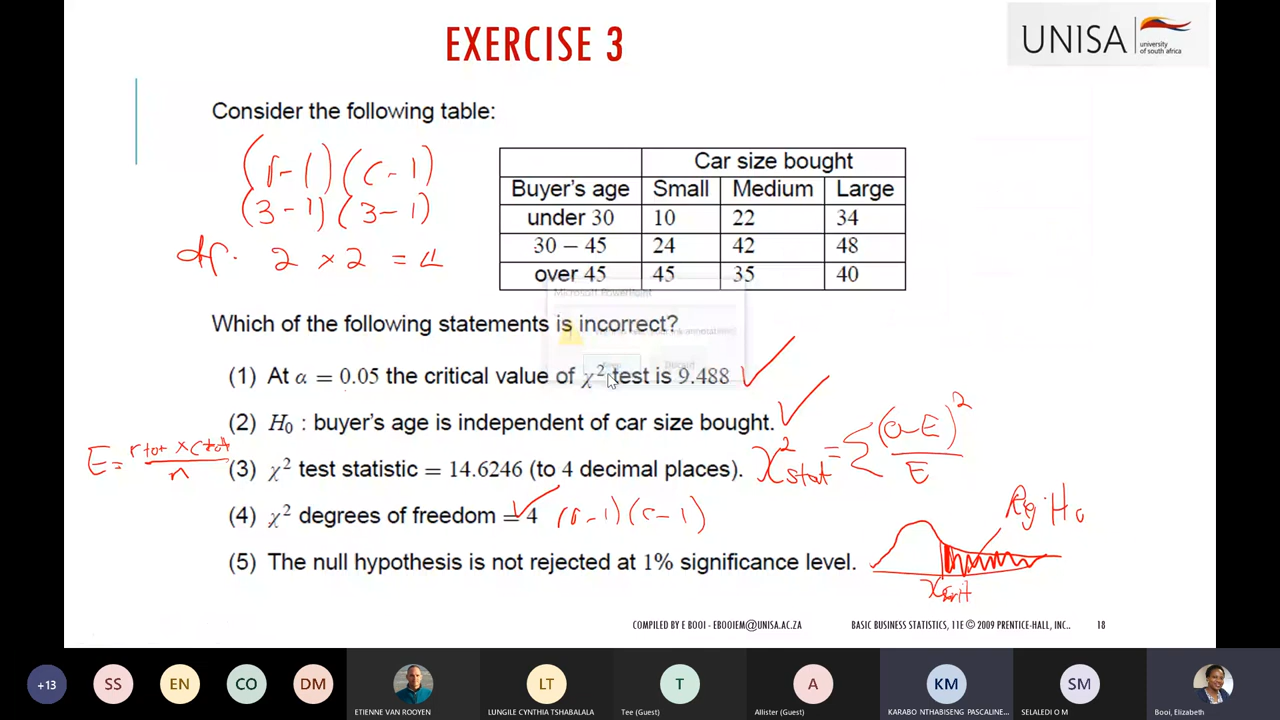 EXERCISE 3
UNISA university of south africa
Consider the following table:
(r-1)(c-1)
(3-1)(3-1)
df. 2 × 2 = 4
Car size bought
Buyer's age Small Medium Large
under 30 10 22 34
30 – 45 24 42 48
over 45 45 35 40
Microsoft PowerPoint
Which of the following statements is incorrect?
(1) At α = 0.05 the critical value of χ² test is 9.488
(2) H₀ : buyer's age is independent of car size bought.
E = rtot × ctot / n
(3) χ² test statistic = 14.6246 (to 4 decimal places).
χ²stat = Σ (O-E)² / E
(4) χ² degrees of freedom = 4 (r-1)(c-1)
Rej H₀
(5) The null hypothesis is not rejected at 1% significance level.
COMPILED BY E BOOI - EBOOIEM@UNISA.AC.ZA BASIC BUSINESS STATISTICS, 11E © 2009 PRENTICE-HALL, INC.. 18
+13 SS EN CO DM LT T A KM SM
ETIENNE VAN ROOYEN LUNGILE CYNTHIA TSHABALALA Tee (Guest) Allister (Guest) KARABO NTHABISENG PASCALINE... SELALEDI O M Booi, Elizabeth